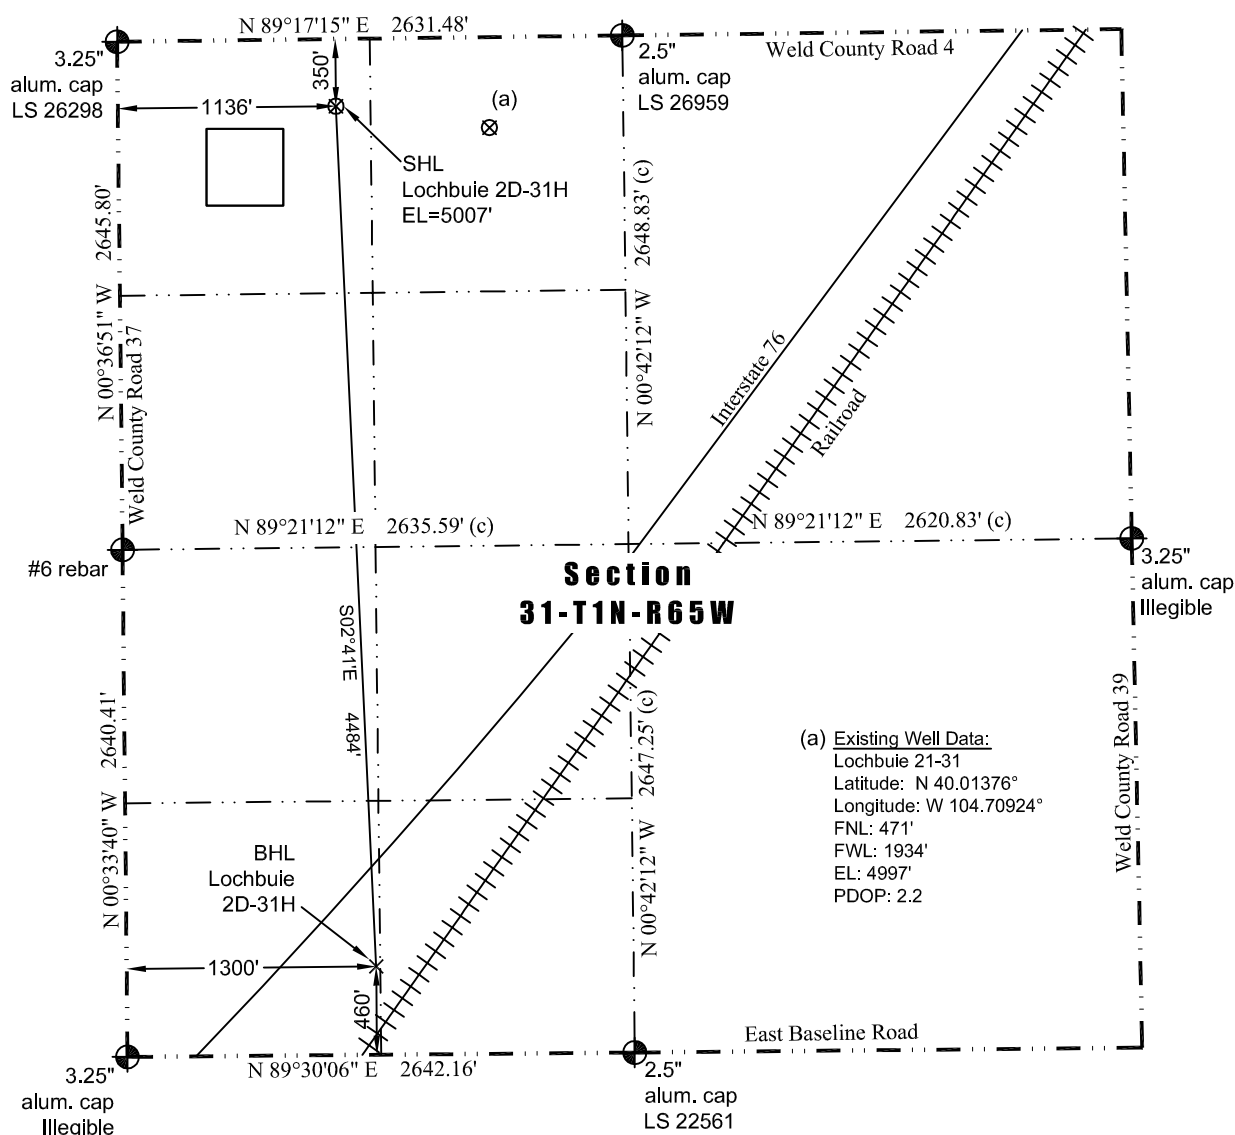 N 89°17'15" E 2631.48'
3.25"
alum. cap
LS 26298
350'
1136'
(a)
2.5"
alum. cap
LS 26959
Weld County Road 4
SHL
Lochbuie 2D-31H
EL=5007'
N 00°36'51" W 2645.80'
Weld County Road 37
N 00°42'12" W 2648.83' (c)
Interstate 76
Railroad
N 89°21'12" E 2635.59' (c)
N 89°21'12" E 2620.83' (c)
#6 rebar
Section
31-T1N-R65W
3.25"
alum. cap
Illegible
S02°41'E 4484'
N 00°33'40" W 2640.41'
N 00°42'12" W 2647.25' (c)
Weld County Road 39
(a) Existing Well Data:
Lochbuie 21-31
Latitude: N 40.01376°
Longitude: W 104.70924°
FNL: 471'
FWL: 1934'
EL: 4997'
PDOP: 2.2
BHL
Lochbuie
2D-31H
1300'
460'
East Baseline Road
N 89°30'06" E 2642.16'
3.25"
alum. cap
Illegible
2.5"
alum. cap
LS 22561